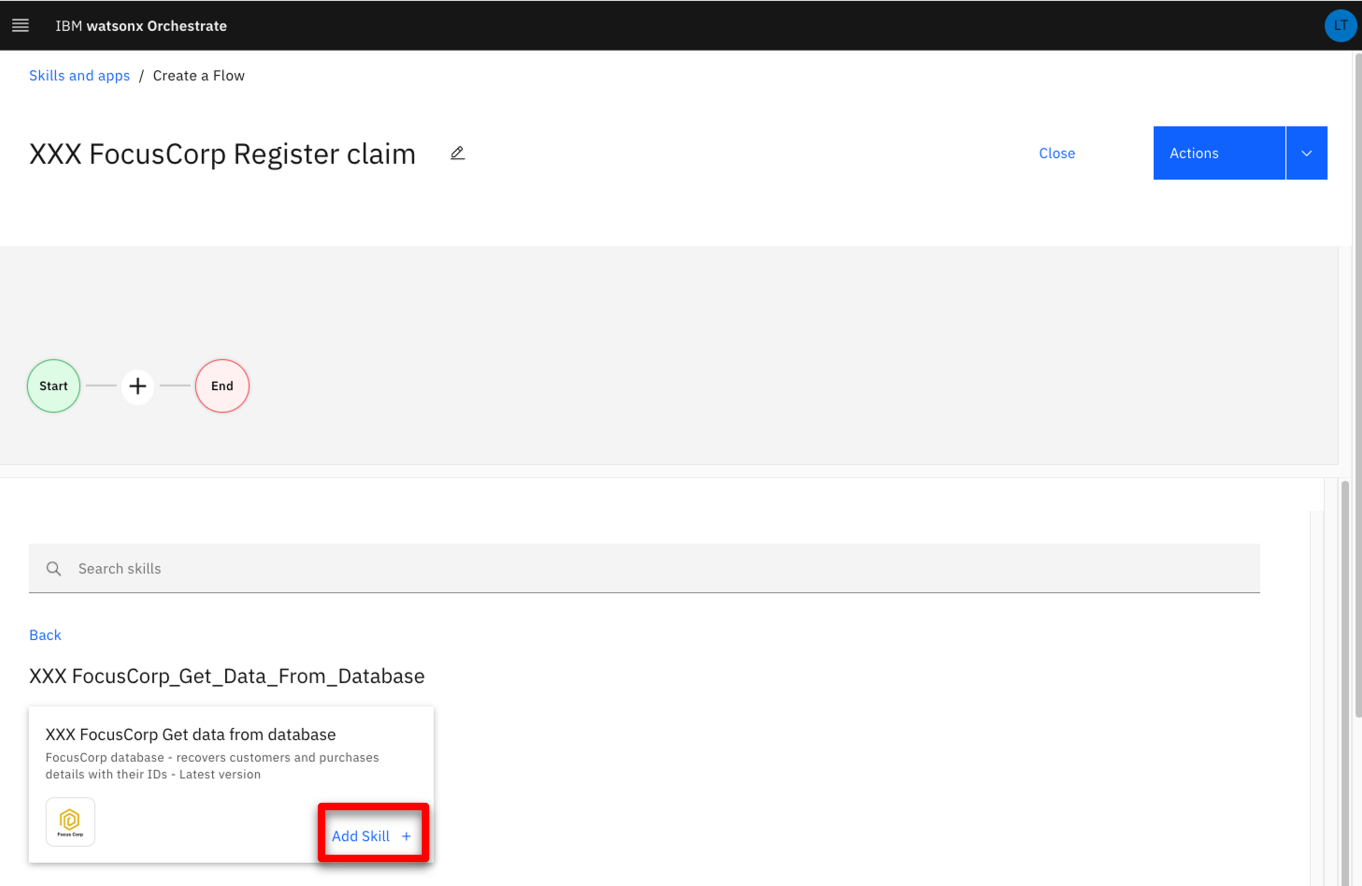 IBM watsonx Orchestrate
LT
Skills and apps / Create a Flow
XXX FocusCorp Register claim
Close
Actions
Start
End
Search skills
Back
XXX FocusCorp_Get_Data_From_Database
XXX FocusCorp Get data from database
FocusCorp database - recovers customers and purchases
details with their IDs - Latest version
Focus Corp
Add Skill +